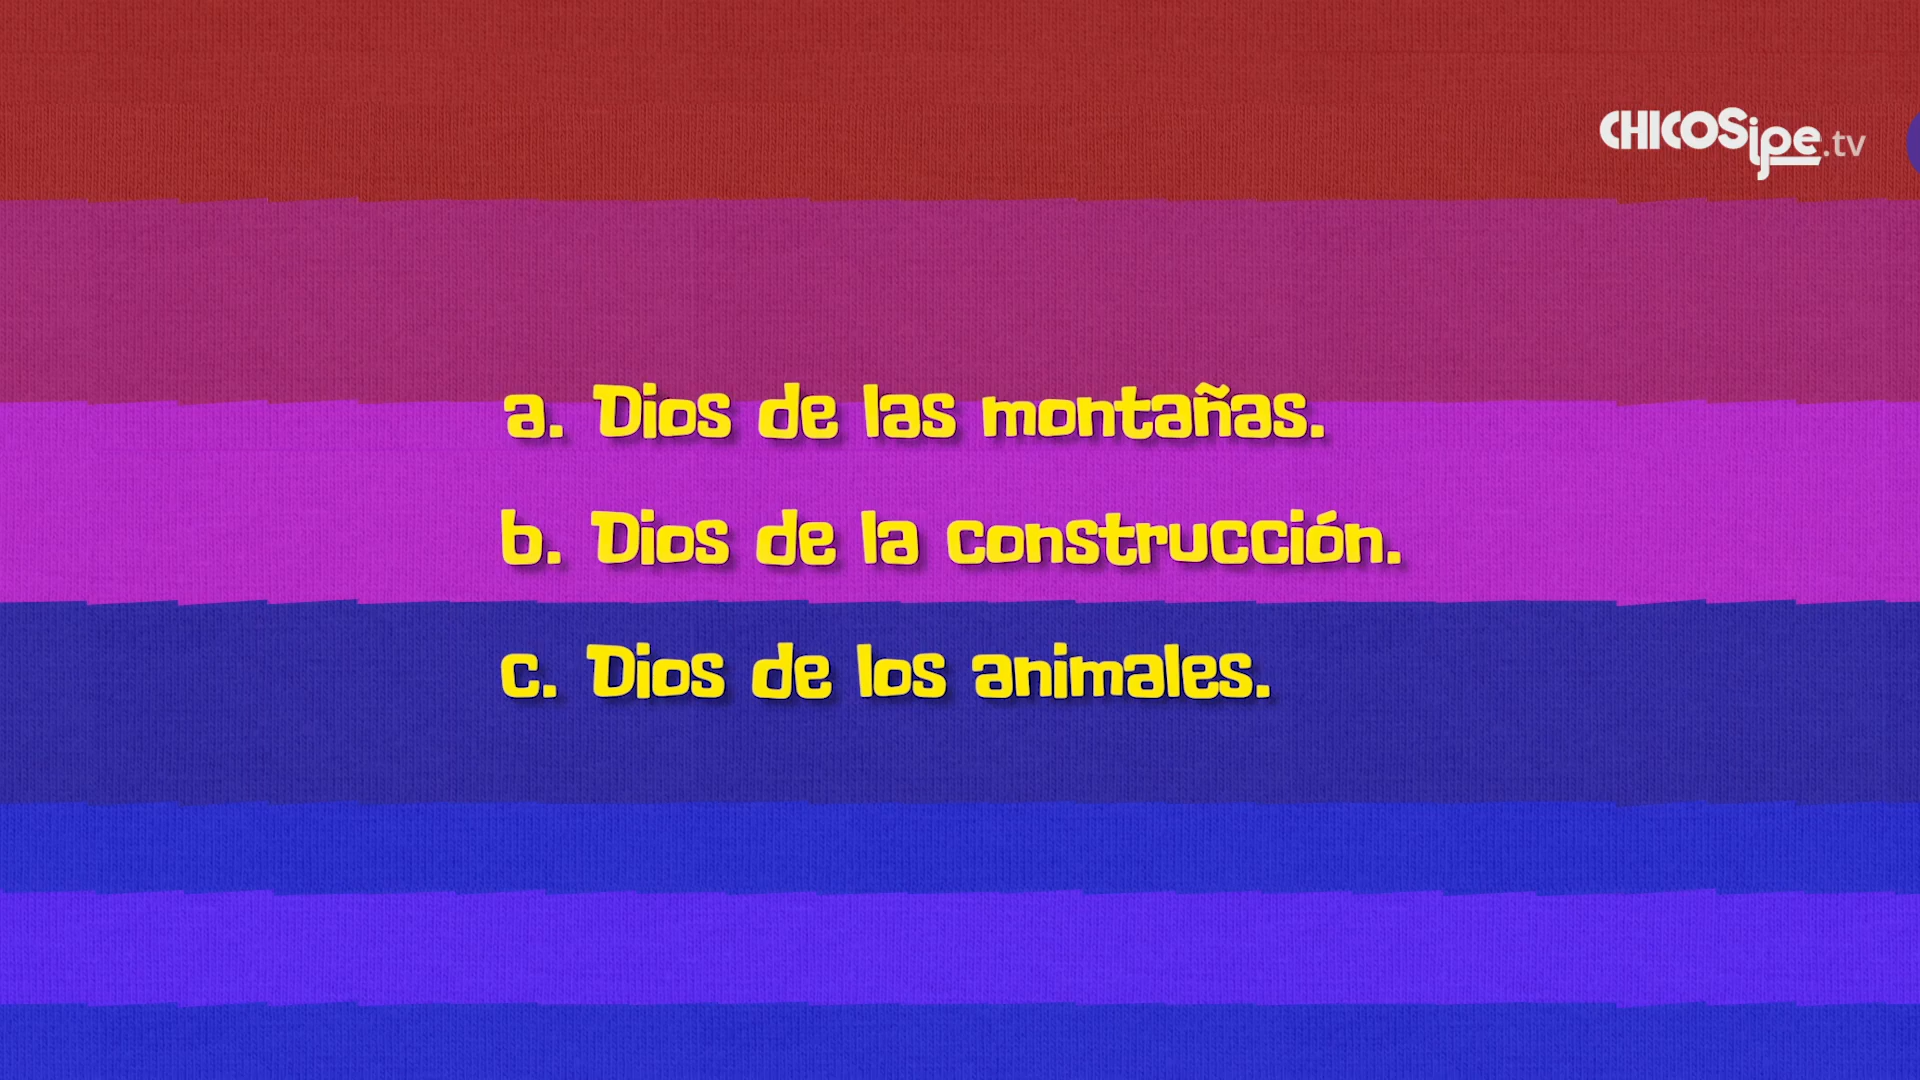 CHICOSipe.tv
a. Dios de las montañas.
b. Dios de la construcción.
c. Dios de los animales.